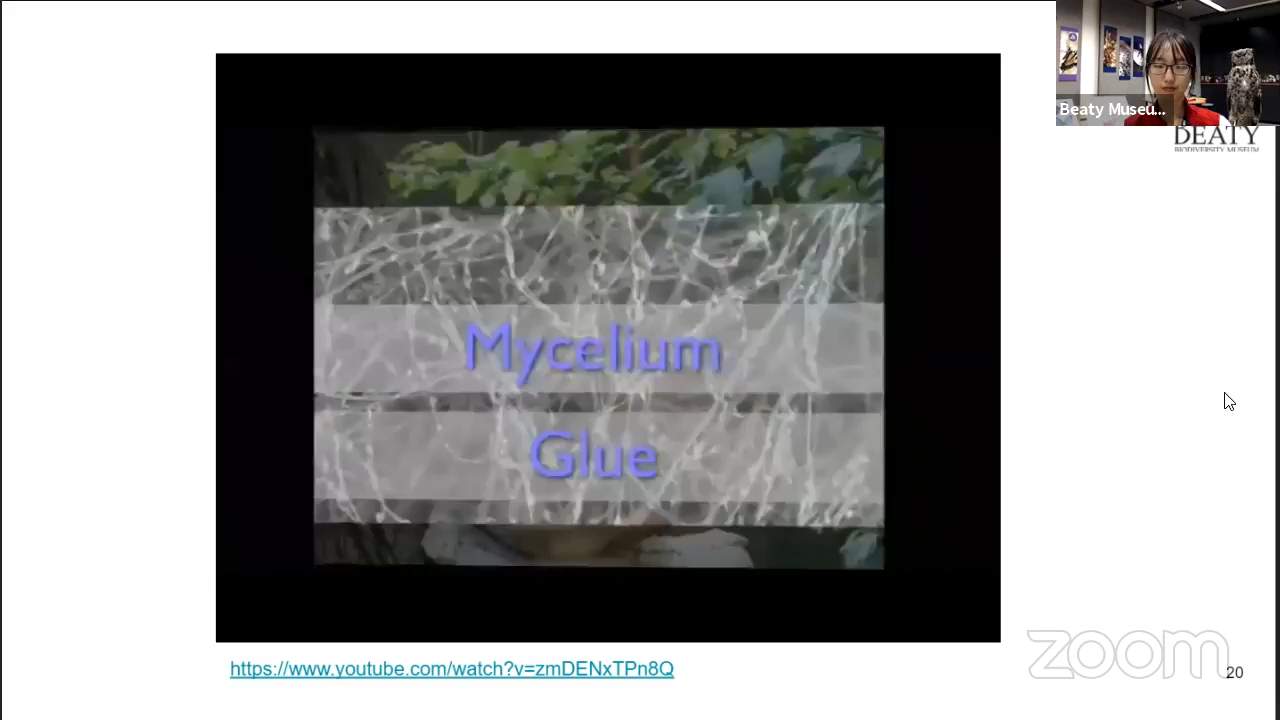 Beaty Museu...
BEATY
BIODIVERSITY MUSEUM
Mycelium
Glue
https://www.youtube.com/watch?v=zmDENxTPn8Q
zoom
20